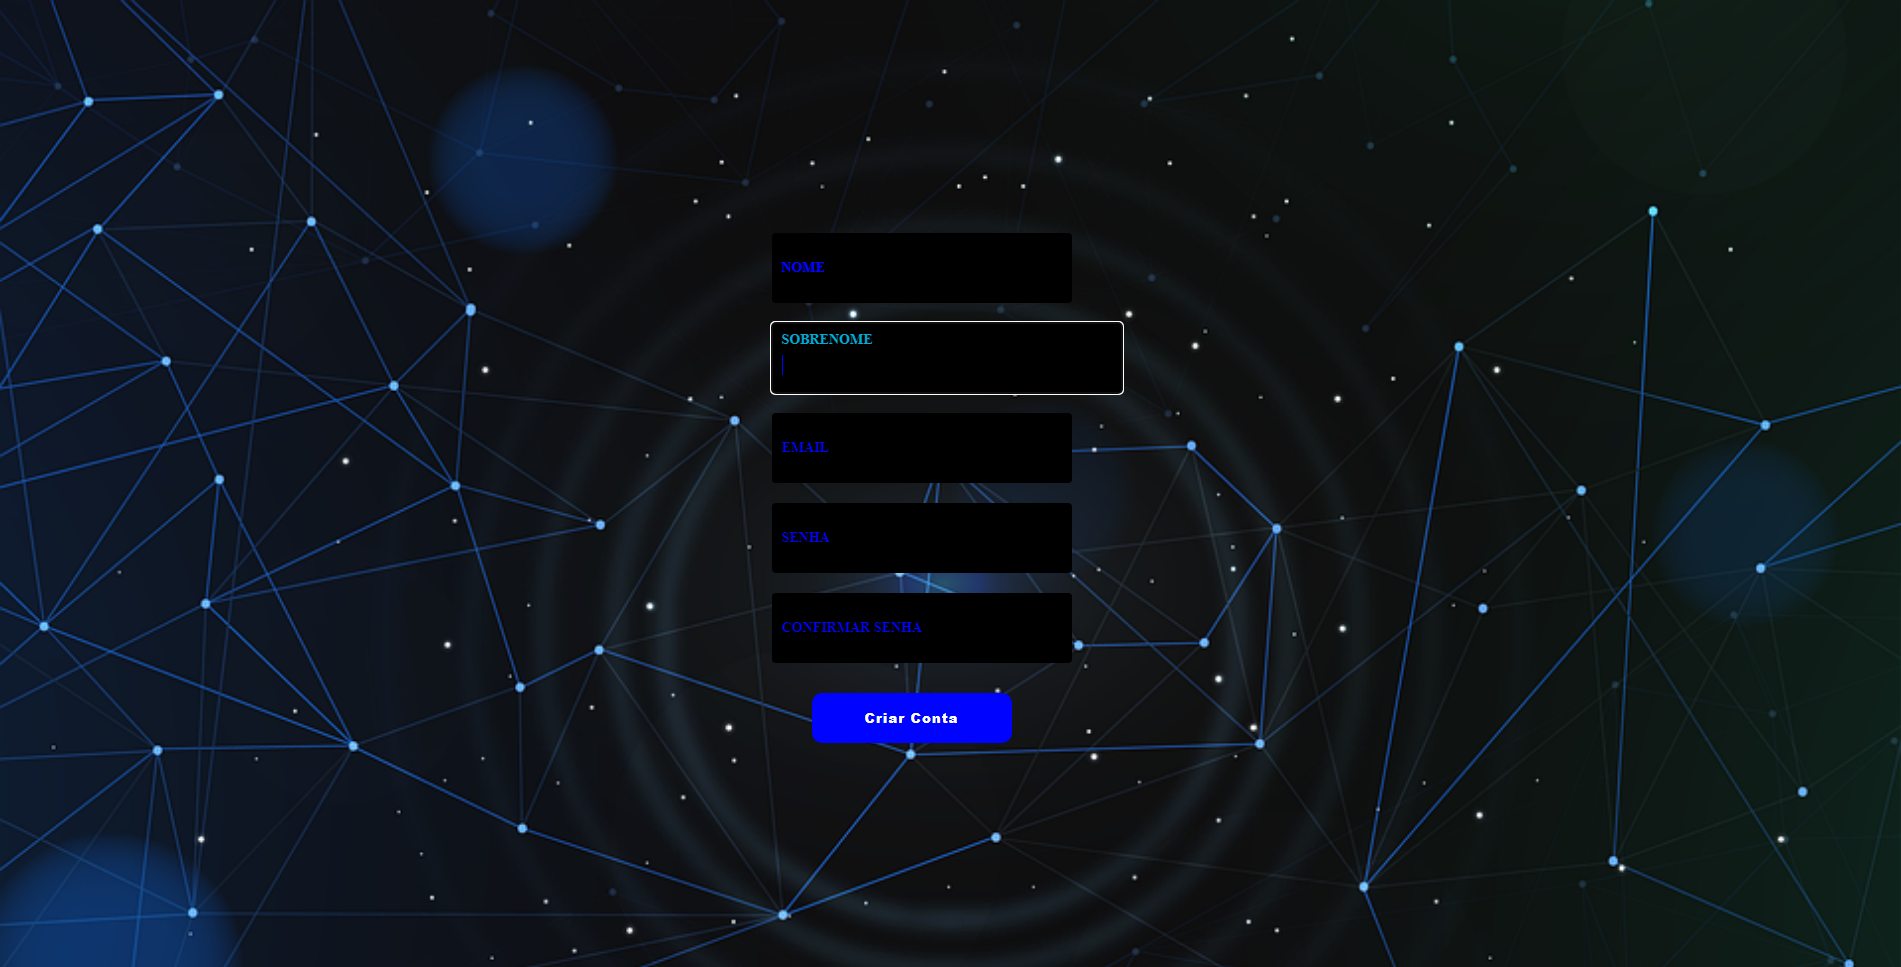 NOME
SOBRENOME
EMAIL
SENHA
CONFIRMAR SENHA
Criar Conta